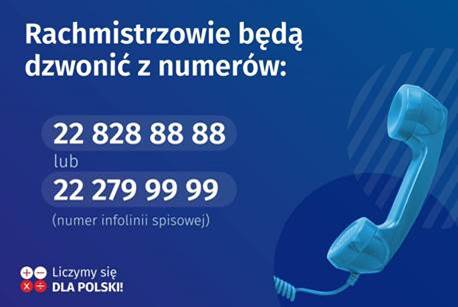 Rachmistrzowie będą
dzwonić z numerów:
22 828 88 88
lub
22 279 99 99
(numer infolinii spisowej)
Liczymy się
DLA POLSKI!